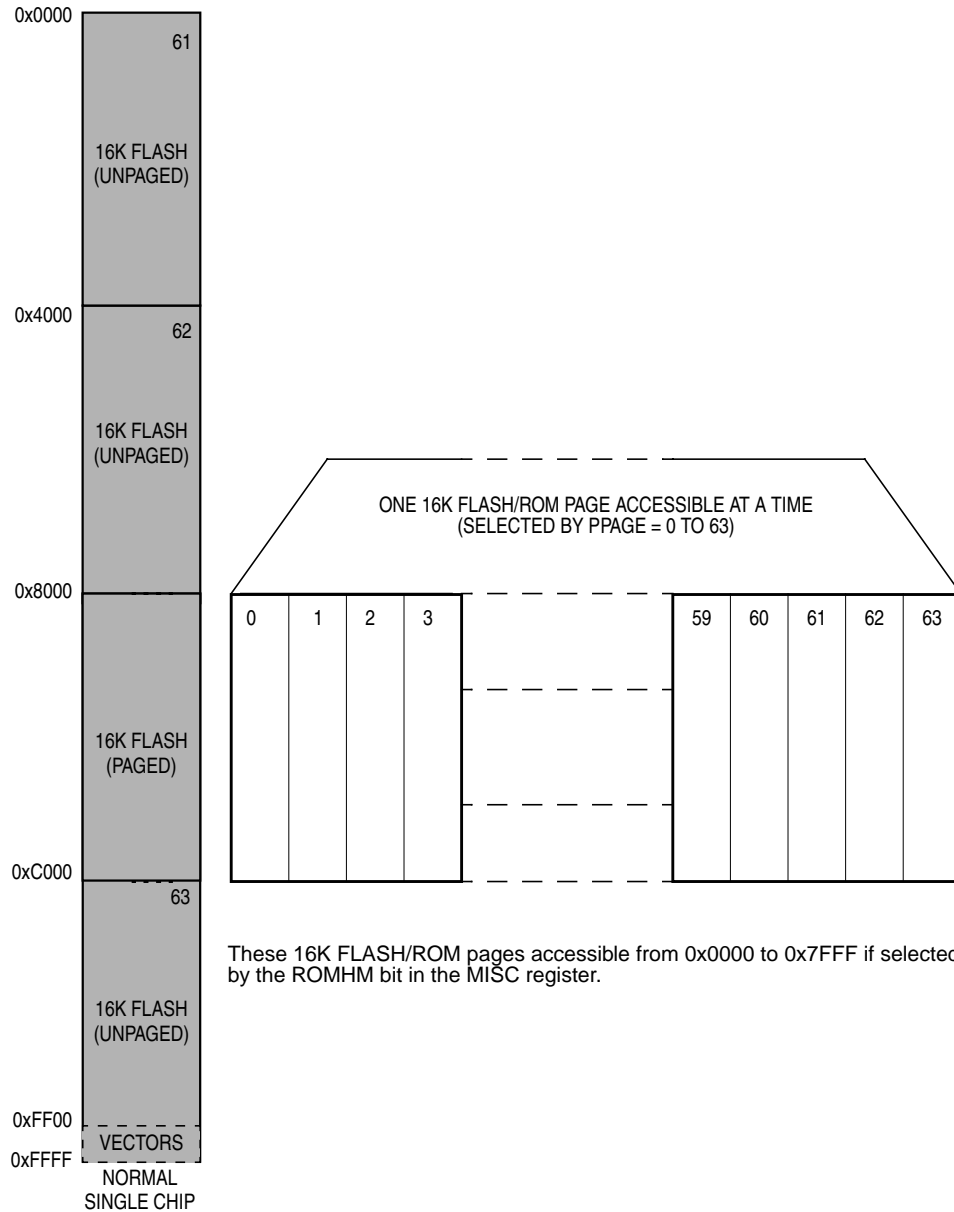 0x0000
61
16K FLASH
(UNPAGED)
0x4000
62
16K FLASH
(UNPAGED)
ONE 16K FLASH/ROM PAGE ACCESSIBLE AT A TIME
(SELECTED BY PPAGE = 0 TO 63)
0x8000
0 1 2 3 59 60 61 62 63
16K FLASH
(PAGED)
0xC000
63
These 16K FLASH/ROM pages accessible from 0x0000 to 0x7FFF if selected
by the ROMHM bit in the MISC register.
16K FLASH
(UNPAGED)
0xFF00
VECTORS
0xFFFF
NORMAL
SINGLE CHIP